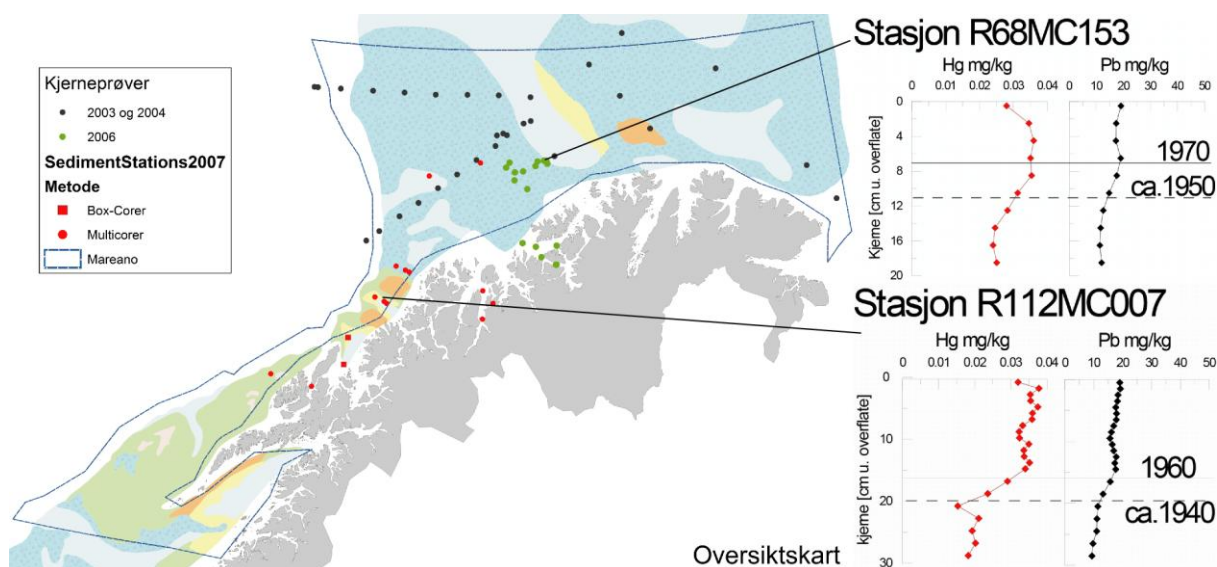 Kjerneprøver
2003 og 2004
2006
SedimentStations2007
Metode
Box-Corer
Multicorer
Mareano
Oversiktskart
Stasjon R68MC153
Hg mg/kg Pb mg/kg
0 0.01 0.02 0.03 0.04 0 10 20 30 40 50
0
4
8
12
16
20
Kjerne [cm u. overflate]
1970
ca.1950
Stasjon R112MC007
Hg mg/kg Pb mg/kg
0 0.01 0.02 0.03 0.04 0 10 20 30 40 50
0
10
20
30
kjerne [cm u. overflate]
1960
ca.1940